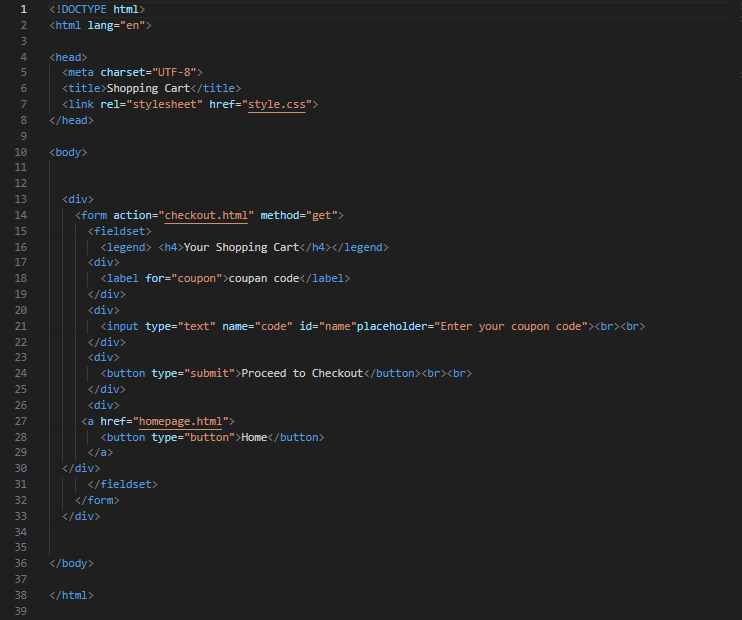 1 <!DOCTYPE html>
2 <html lang="en">
3
4 <head>
5 <meta charset="UTF-8">
6 <title>Shopping Cart</title>
7 <link rel="stylesheet" href="style.css">
8 </head>
9
10 <body>
11
12
13 <div>
14 <form action="checkout.html" method="get">
15 <fieldset>
16 <legend> <h4>Your Shopping Cart</h4></legend>
17 <div>
18 <label for="coupon">coupan code</label>
19 </div>
20 <div>
21 <input type="text" name="code" id="name"placeholder="Enter your coupon code"><br><br>
22 </div>
23 <div>
24 <button type="submit">Proceed to Checkout</button><br><br>
25 </div>
26 <div>
27 <a href="homepage.html">
28 <button type="button">Home</button>
29 </a>
30 </div>
31 </fieldset>
32 </form>
33 </div>
34
35
36 </body>
37
38 </html>
39